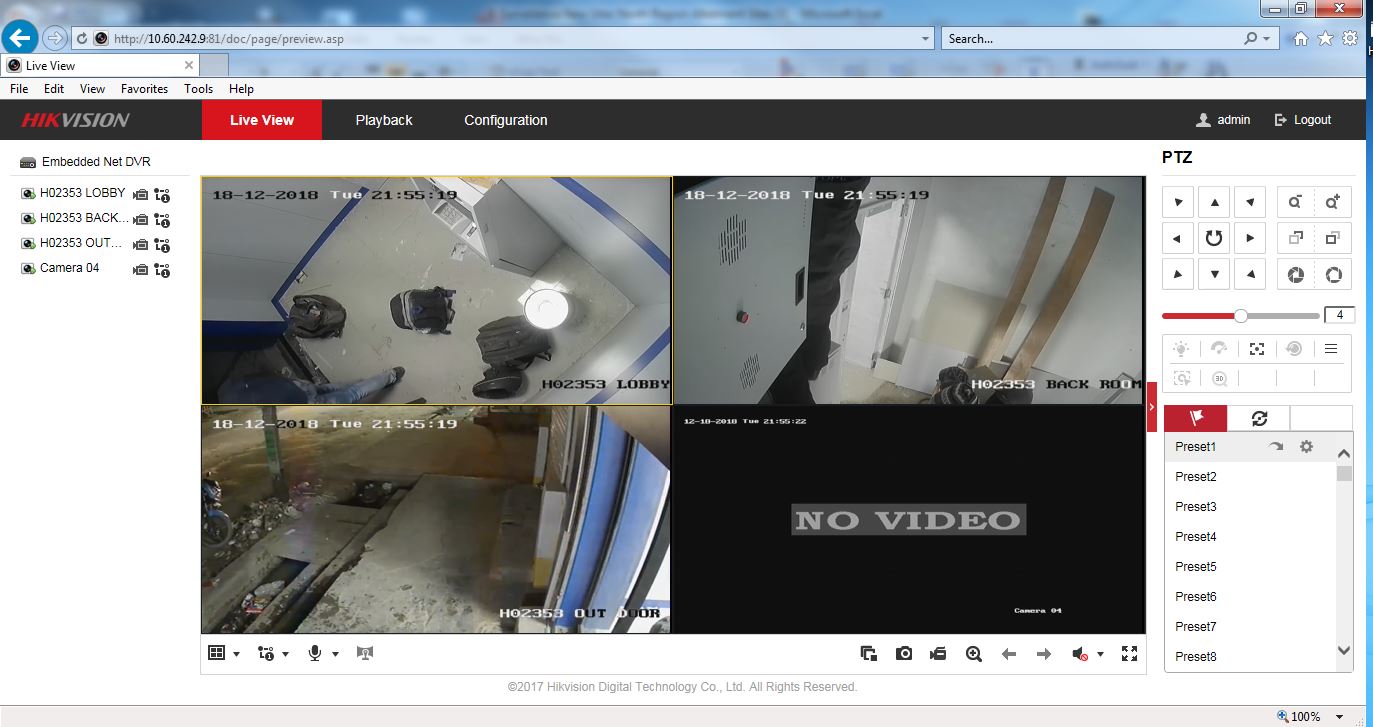 http://10.60.242.9:81/doc/page/preview.asp
Search...
Live View
File Edit View Favorites Tools Help
HIKVISION
Live View
Playback
Configuration
admin
Logout
Embedded Net DVR
H02353 LOBBY
H02353 BACK...
H02353 OUT...
Camera 04
18-12-2018 Tue 21:55:19
H02353 LOBBY
18-12-2018 Tue 21:55:19
H02353 BACK ROOM
18-12-2018 Tue 21:55:19
H02353 OUT DOOR
12-18-2018 Tue 21:55:22
NO VIDEO
Camera 04
PTZ
4
3D
Preset1
Preset2
Preset3
Preset4
Preset5
Preset6
Preset7
Preset8
©2017 Hikvision Digital Technology Co., Ltd. All Rights Reserved.
100%